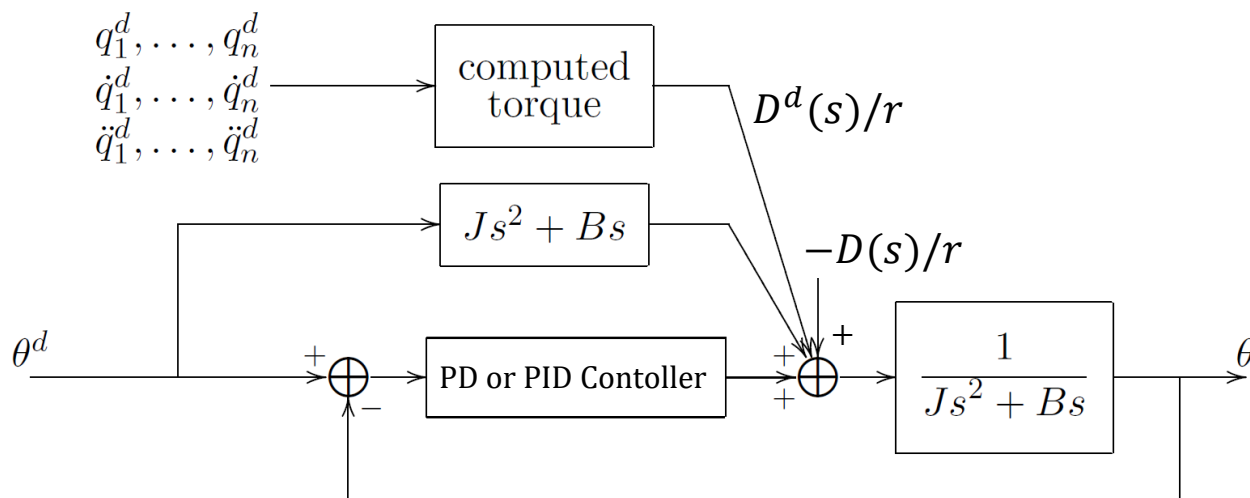 q_1^d, . . . , q_n^d
q̇_1^d, . . . , q̇_n^d
q̈_1^d, . . . , q̈_n^d
computed
torque
D^d(s)/r
Js^2 + Bs
−D(s)/r
θ^d
+
−
PD or PID Contoller
+
+
+
1
Js^2 + Bs
θ